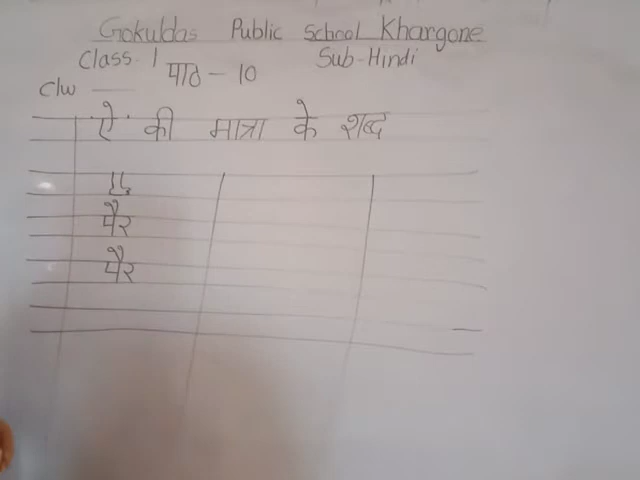 Gokuldas Public School Khargone
Class - 1 Sub-Hindi
पाठ - 10
C/w
"ऐ" की मात्रा के शब्द
पैर
पैर